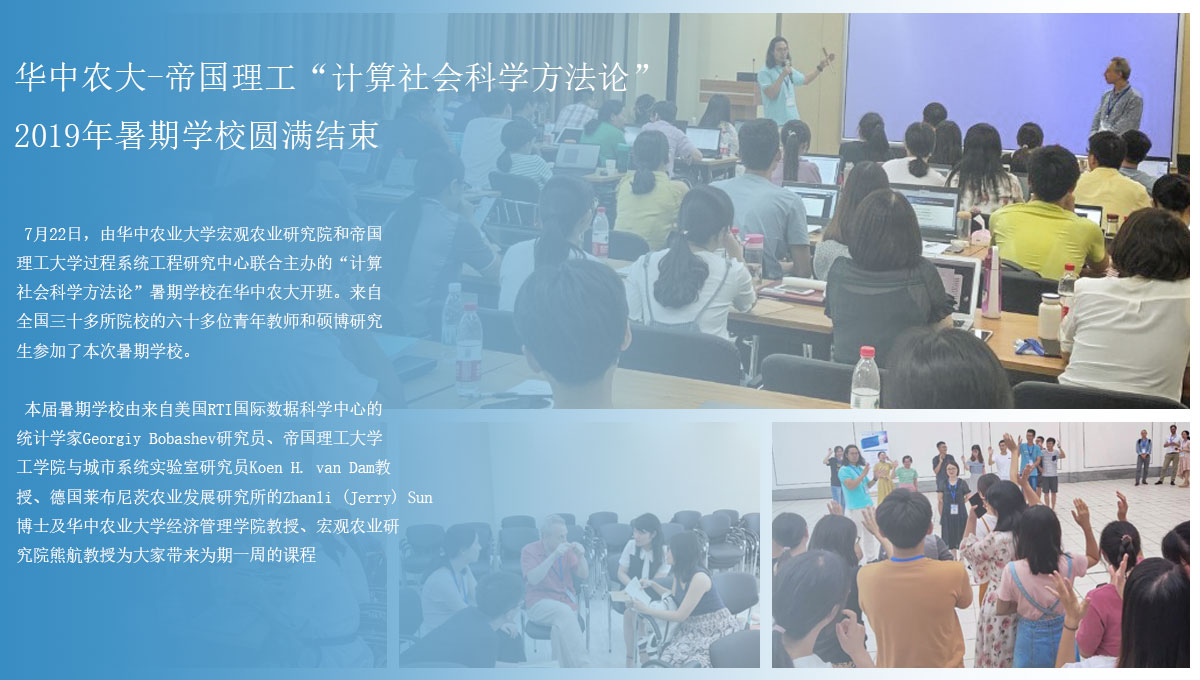 华中农大-帝国理工“计算社会科学方法论”
2019年暑期学校圆满结束
7月22日，由华中农业大学宏观农业研究院和帝国
理工大学过程系统工程研究中心联合主办的“计算
社会科学方法论”暑期学校在华中农大开班。来自
全国三十多所院校的六十多位青年教师和硕博研究
生参加了本次暑期学校。
本届暑期学校由来自美国RTI国际数据科学中心的
统计学家Georgiy Bobashev研究员、帝国理工大学
工学院与城市系统实验室研究员Koen H. van Dam教
授、德国莱布尼茨农业发展研究所的Zhanli (Jerry) Sun
博士及华中农业大学经济管理学院教授、宏观农业研
究院熊航教授为大家带来为期一周的课程